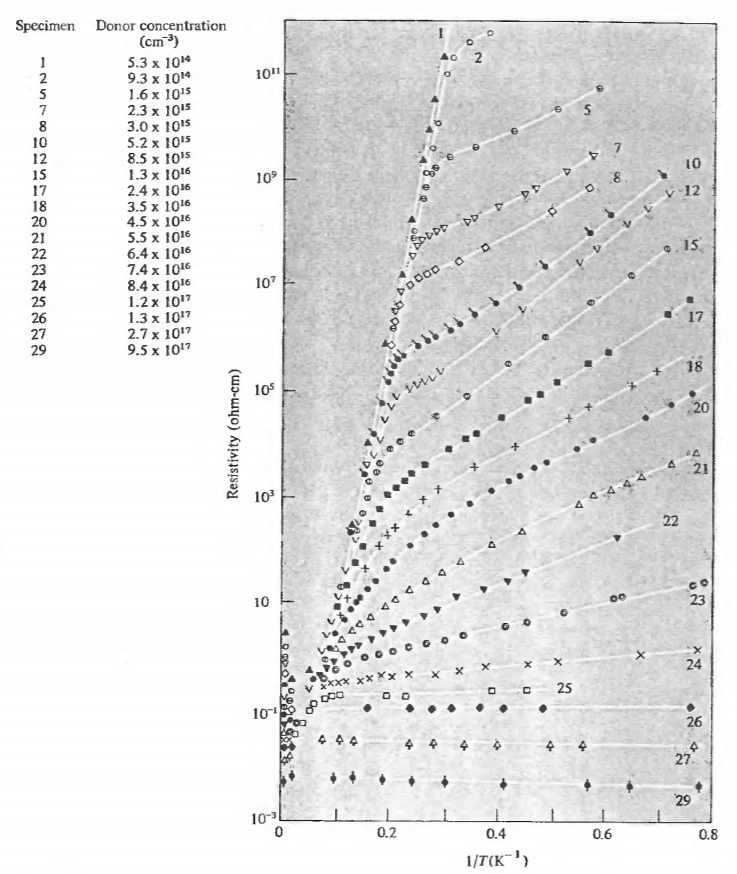 Specimen Donor concentration
(cm⁻³)
1 5.3 x 10¹⁴
2 9.3 x 10¹⁴
5 1.6 x 10¹⁵
7 2.3 x 10¹⁵
8 3.0 x 10¹⁵
10 5.2 x 10¹⁵
12 8.5 x 10¹⁵
15 1.3 x 10¹⁶
17 2.4 x 10¹⁶
18 3.5 x 10¹⁶
20 4.5 x 10¹⁶
21 5.5 x 10¹⁶
22 6.4 x 10¹⁶
23 7.4 x 10¹⁶
24 8.4 x 10¹⁶
25 1.2 x 10¹⁷
26 1.3 x 10¹⁷
27 2.7 x 10¹⁷
29 9.5 x 10¹⁷
Resistivity (ohm-cm)
10¹¹
10⁹
10⁷
10⁵
10³
10
10⁻¹
10⁻³
1
2
5
7
8
10
12
15
17
18
20
21
22
23
24
25
26
27
29
0 0.2 0.4 0.6 0.8
1/T(K⁻¹)